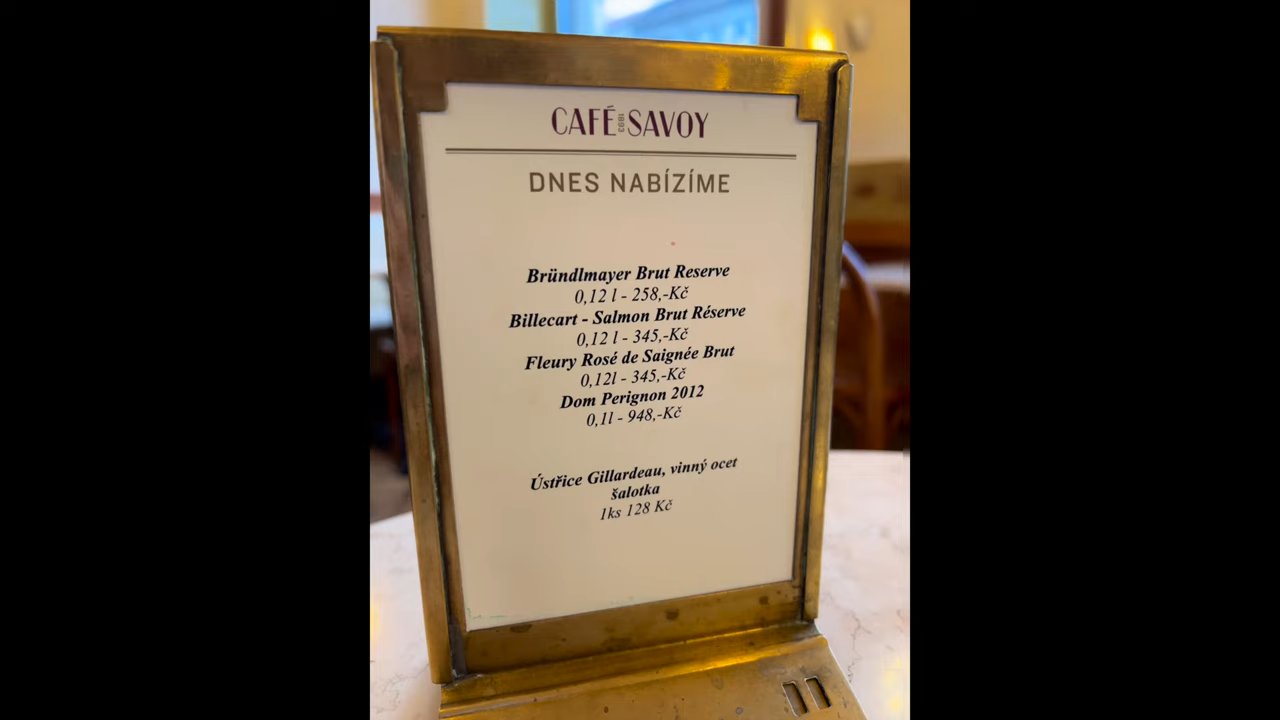 CAFÉ 1893 SAVOY
DNES NABÍZÍME
Bründlmayer Brut Reserve
0,12 l - 258,-Kč
Billecart - Salmon Brut Réserve
0,12 l - 345,-Kč
Fleury Rosé de Saignée Brut
0,12l - 345,-Kč
Dom Perignon 2012
0,1l - 948,-Kč
Ústřice Gillardeau, vinný ocet
šalotka
1ks 128 Kč